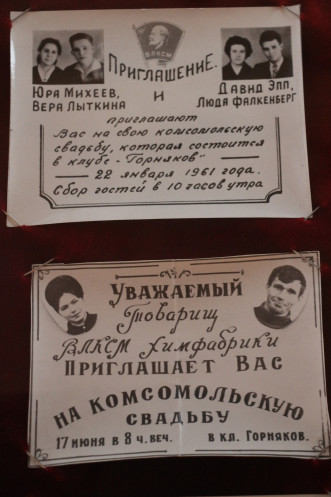 ВЛКСМ
Приглашение.
Юра Михеев,
Вера Лыткина
и
Давид Эпп,
Люда Фалкенберг
приглашают
Вас на свою комсомольскую
свадьбу, которая состоится
в клубе - "Горняков"
22 января 1961 года.
Сбор гостей в 10 часов утра
Уважаемый
Товарищ
ВЛКСМ химфабрики
приглашает Вас
на комсомольскую
свадьбу
17 июня в 8 ч. веч. в кл. Горняков.